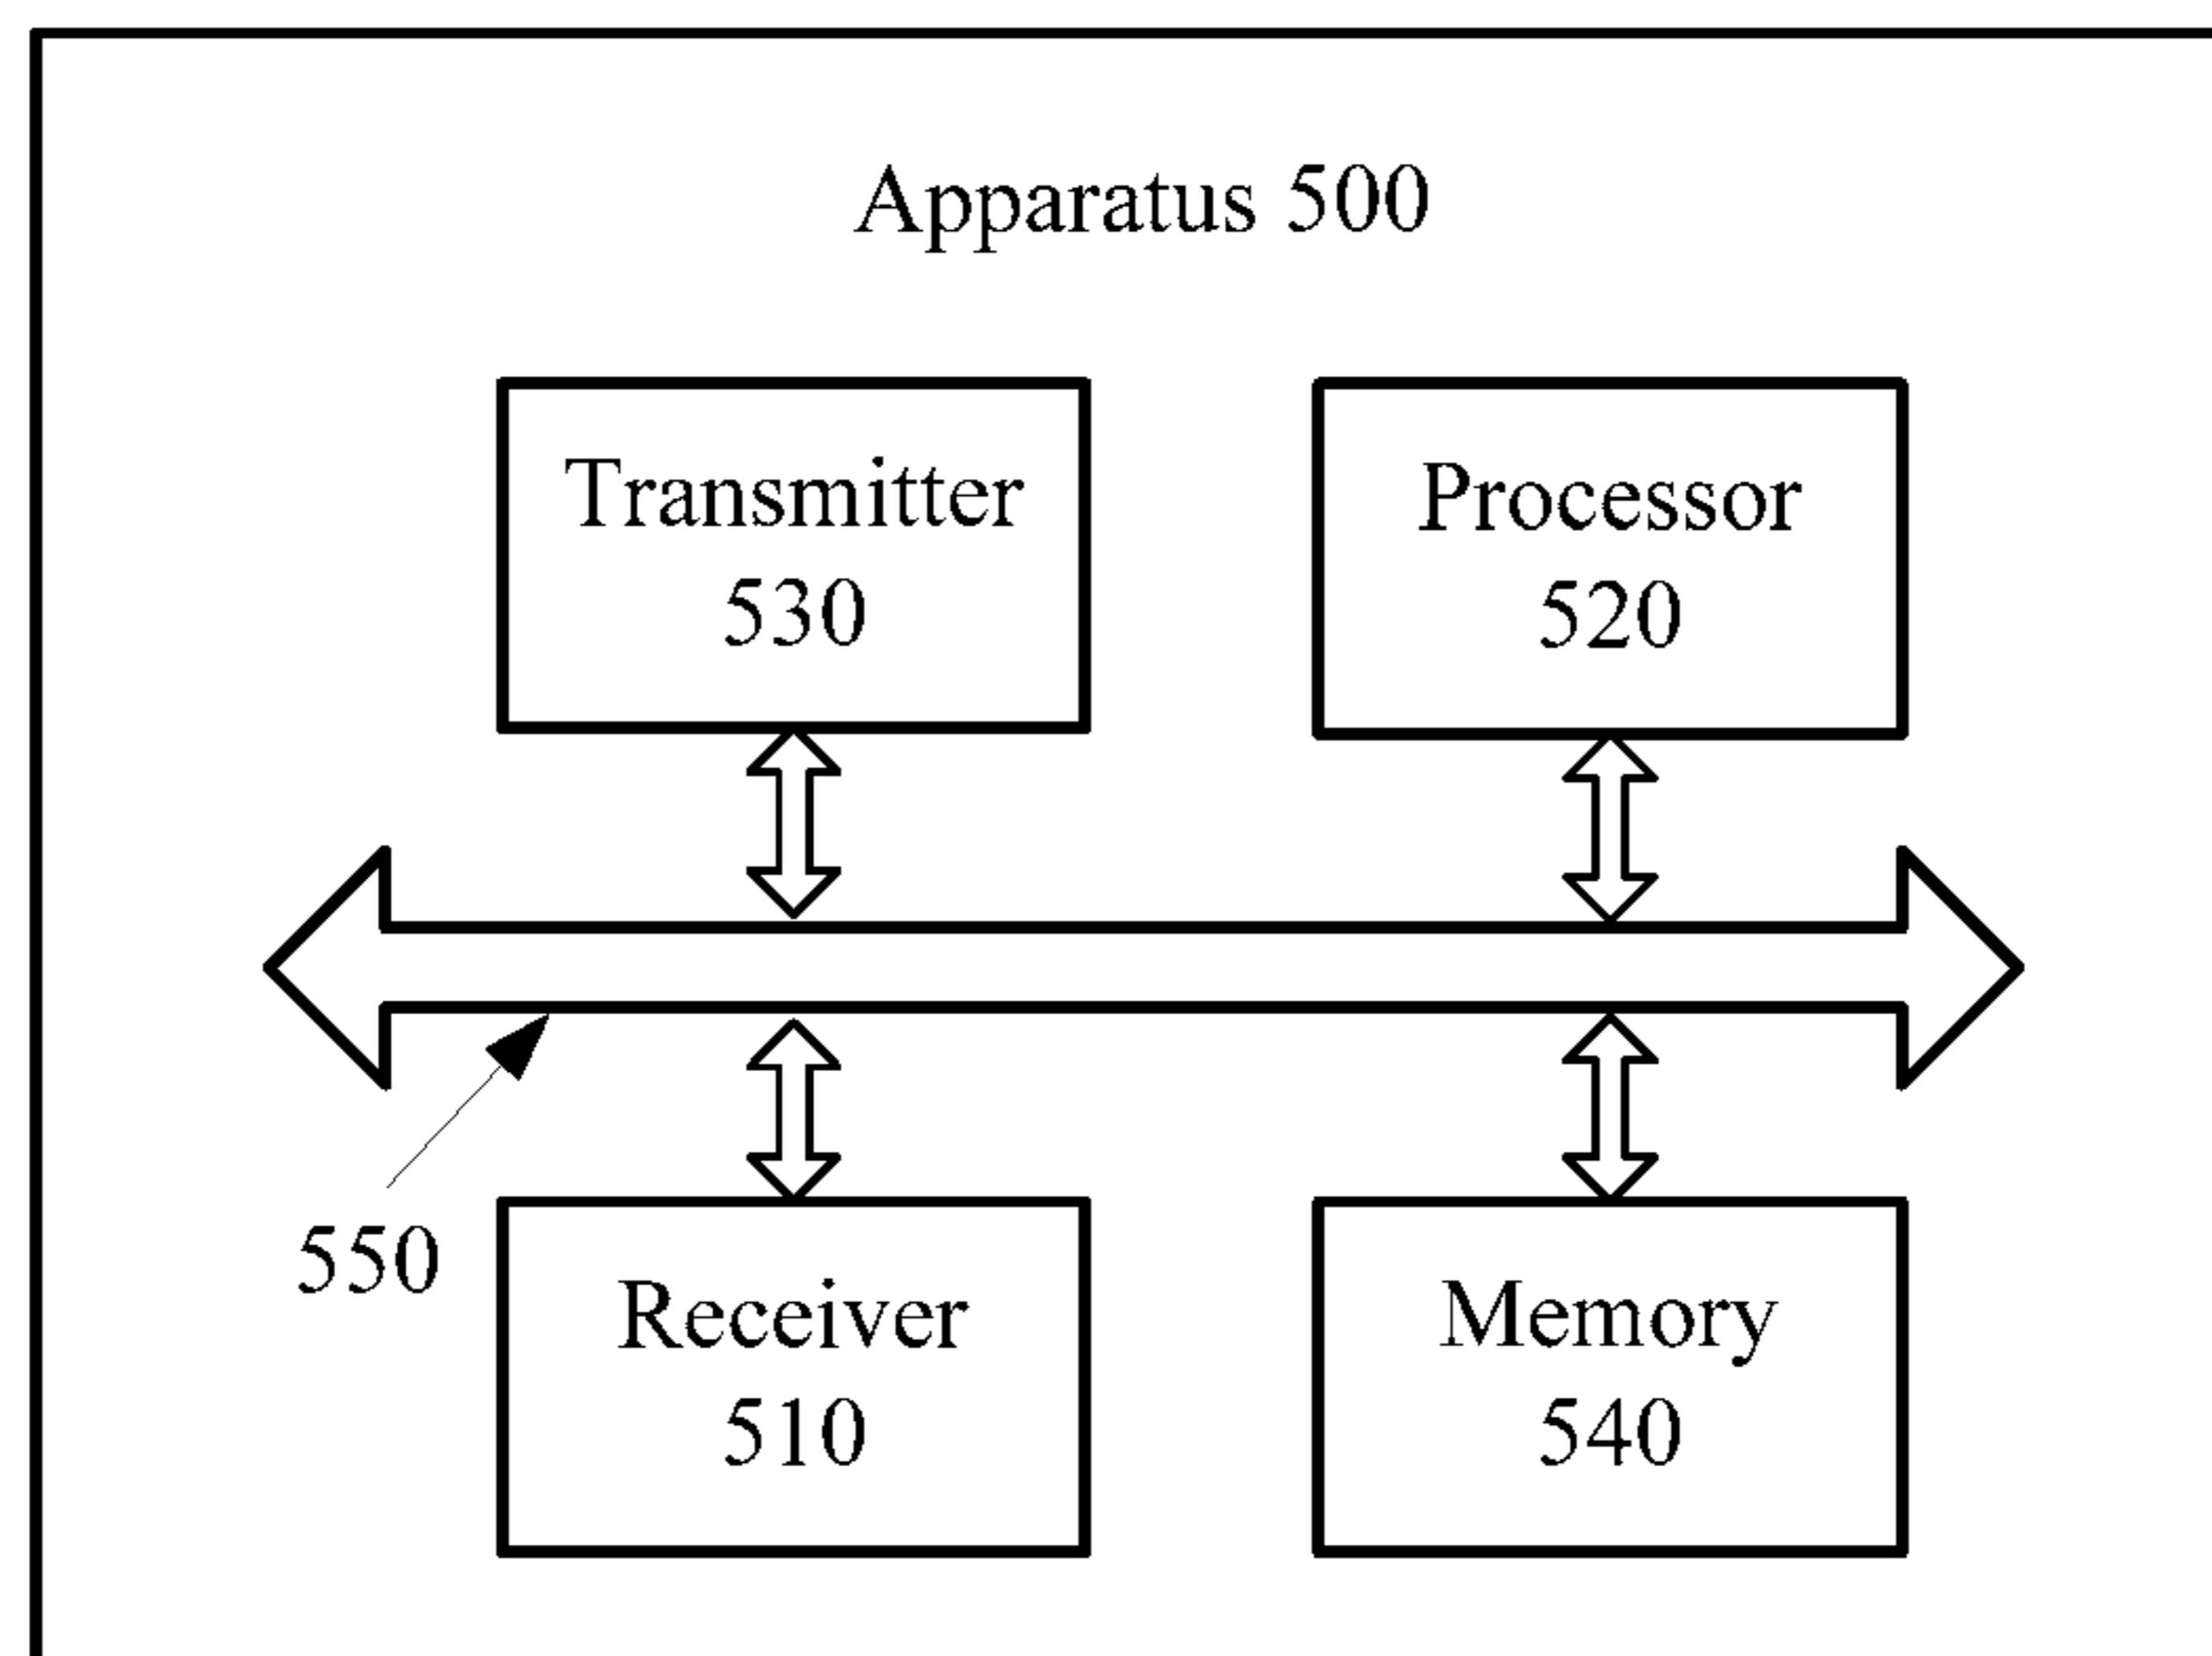 Apparatus 500
Transmitter
530
Processor
520
550
Receiver
510
Memory
540